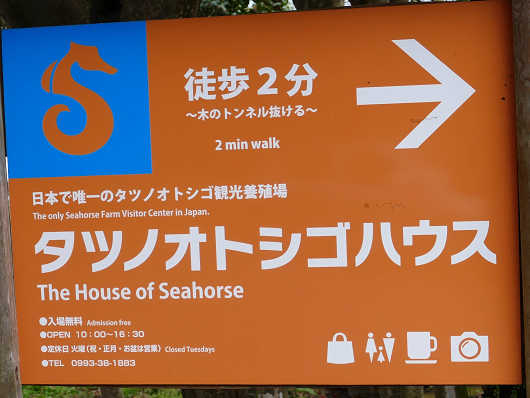 徒歩2分
～木のトンネル抜ける～
2 min walk
日本で唯一のタツノオトシゴ観光養殖場
The only Seahorse Farm Visitor Center in Japan.
タツノオトシゴハウス
The House of Seahorse
●入場無料 Admission free
●OPEN 10：00～16：30
●定休日 火曜（祝・正月・お盆は営業） Closed Tuesdays
●TEL 0993-38-1883